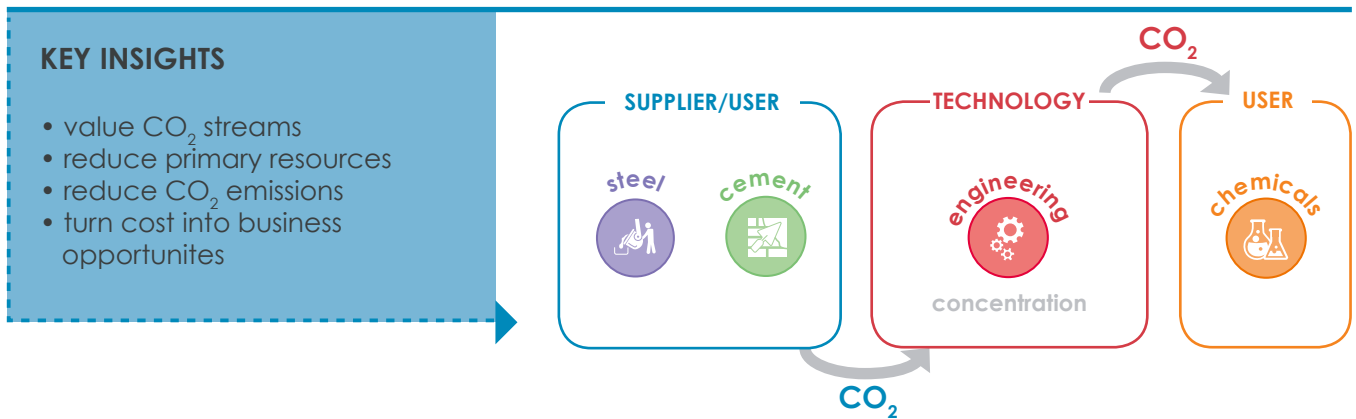 KEY INSIGHTS
• value CO₂ streams
• reduce primary resources
• reduce CO₂ emissions
• turn cost into business
opportunites
CO₂
SUPPLIER/USER
TECHNOLOGY
USER
steel
cement
engineering
chemicals
concentration
CO₂